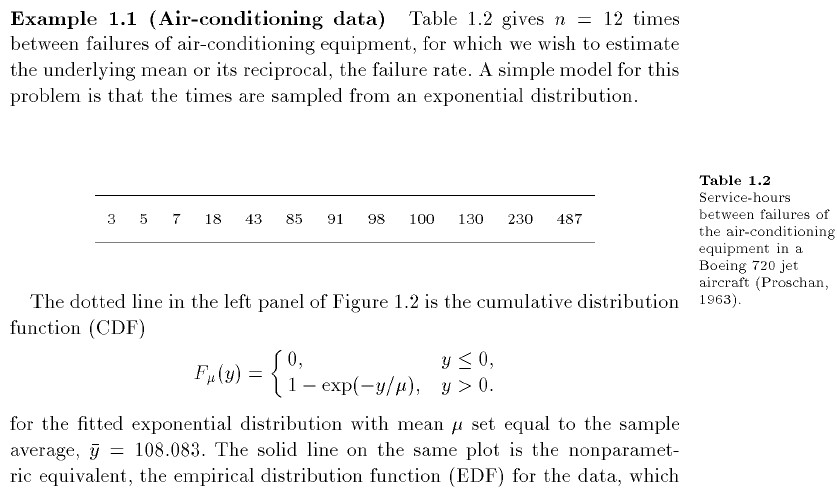 Example 1.1 (Air-conditioning data) Table 1.2 gives n = 12 times
between failures of air-conditioning equipment, for which we wish to estimate
the underlying mean or its reciprocal, the failure rate. A simple model for this
problem is that the times are sampled from an exponential distribution.
3 5 7 18 43 85 91 98 100 130 230 487
Table 1.2
Service-hours
between failures of
the air-conditioning
equipment in a
Boeing 720 jet
aircraft (Proschan,
1963).
The dotted line in the left panel of Figure 1.2 is the cumulative distribution
function (CDF)
F_μ(y) = { 0, y ≤ 0,
1 − exp(−y/μ), y > 0.
for the fitted exponential distribution with mean μ set equal to the sample
average, ȳ = 108.083. The solid line on the same plot is the nonparamet-
ric equivalent, the empirical distribution function (EDF) for the data, which